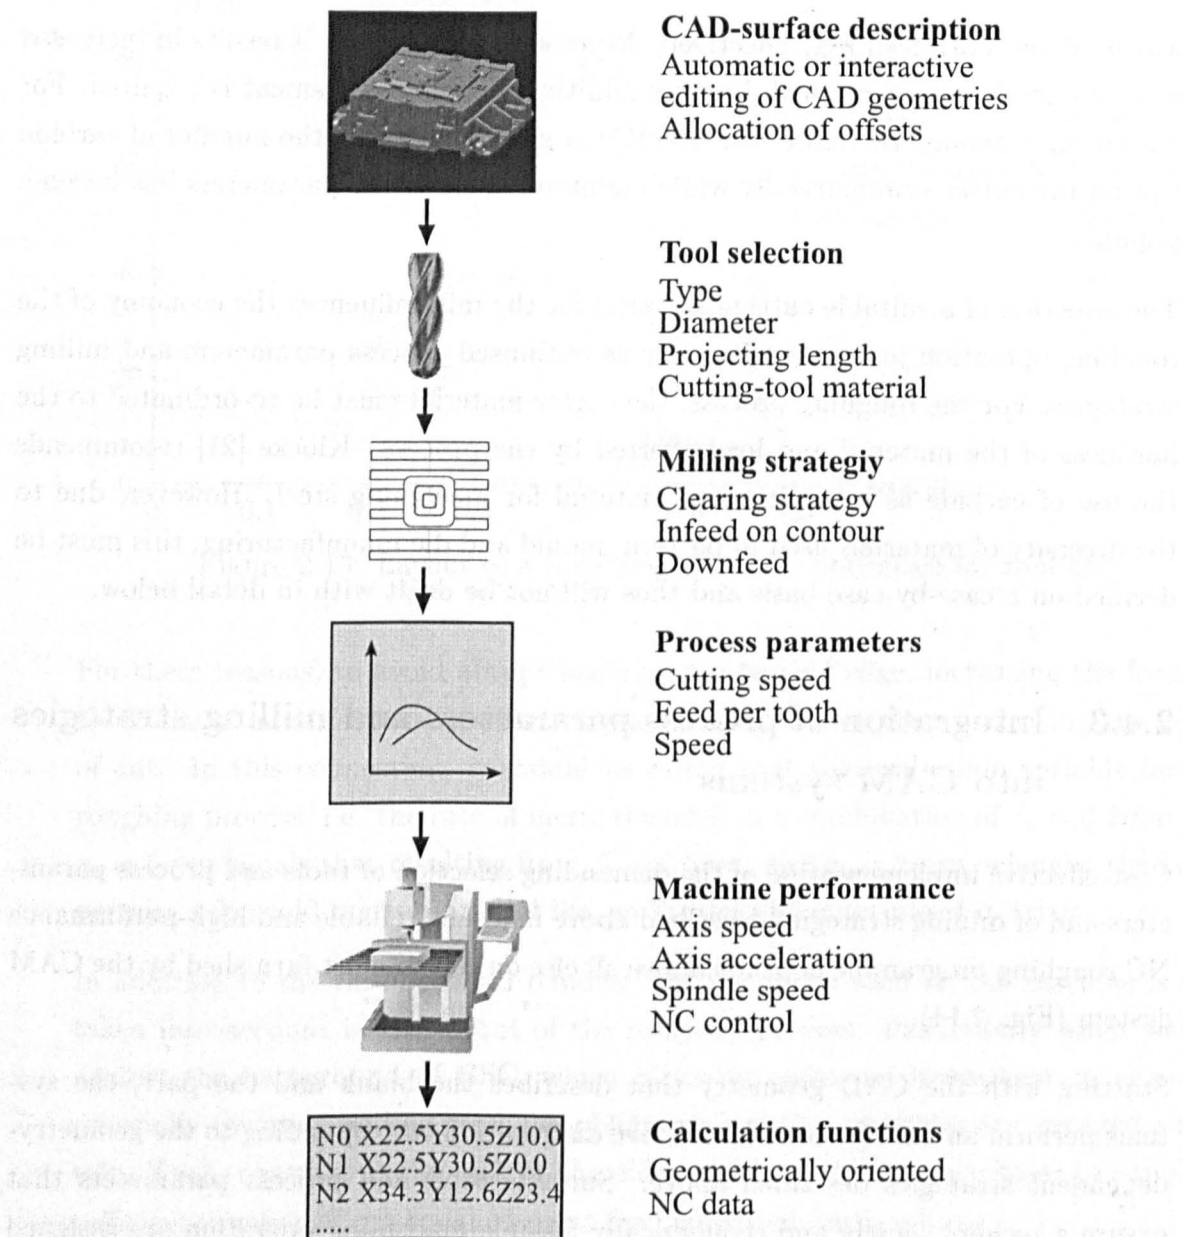 CAD-surface description
Automatic or interactive
editing of CAD geometries
Allocation of offsets
Tool selection
Type
Diameter
Projecting length
Cutting-tool material
Milling strategiy
Clearing strategy
Infeed on contour
Downfeed
Process parameters
Cutting speed
Feed per tooth
Speed
Machine performance
Axis speed
Axis acceleration
Spindle speed
NC control
N0 X22.5Y30.5Z10.0
N1 X22.5Y30.5Z0.0
N2 X34.3Y12.6Z23.4
......
Calculation functions
Geometrically oriented
NC data